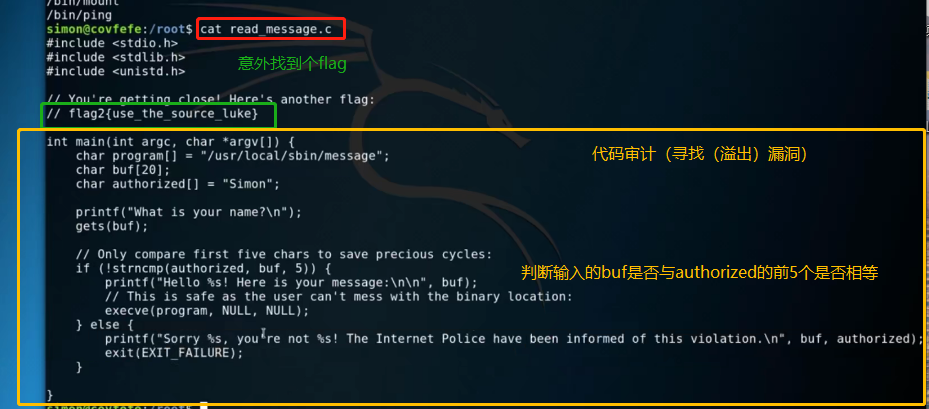 /bin/mount
/bin/ping
simon@covfefe:/root$ cat read_message.c
#include <stdio.h>
#include <stdlib.h>
#include <unistd.h>
意外找到个flag
// You're getting close! Here's another flag:
// flag2{use_the_source_luke}
int main(int argc, char *argv[]) {
    char program[] = "/usr/local/sbin/message";
    char buf[20];
    char authorized[] = "Simon";
代码审计（寻找（溢出）漏洞）
    printf("What is your name?\n");
    gets(buf);
    // Only compare first five chars to save precious cycles:
    if (!strncmp(authorized, buf, 5)) {
判断输入的buf是否与authorized的前5个是否相等
        printf("Hello %s! Here is your message:\n\n", buf);
        // This is safe as the user can't mess with the binary location:
        execve(program, NULL, NULL);
    } else {
        printf("Sorry %s, you're not %s! The Internet Police have been informed of this violation.\n", buf, authorized);
        exit(EXIT_FAILURE);
    }
}
simon@covfefe:/root$